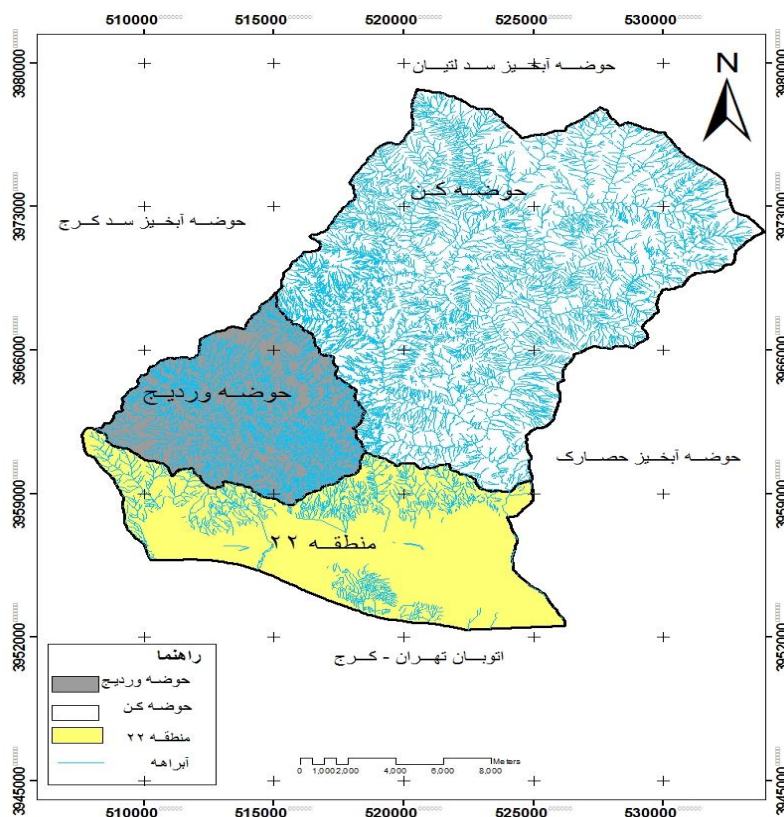 510000 515000 520000 525000 530000
3980000
3973000
3966000
3959000
3952000
3945000
N
حوضه آبخیز سد لتیان
حوضه کن
حوضه آبخیز سد کرج
حوضه وردیج
حوضه آبخیز حصارک
منطقه ۲۲
اتوبان تهران - کرج
راهنما
حوضه وردیج
حوضه کن
منطقه ۲۲
آبراهه
0 1,000 2,000 4,000 6,000 8,000 Meters
510000 515000 520000 525000 530000